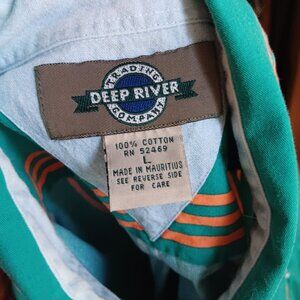 TRADING
DEEP RIVER
COMPANY
100% COTTON
RN 52469
L
MADE IN MAURITIUS
SEE REVERSE SIDE
FOR CARE